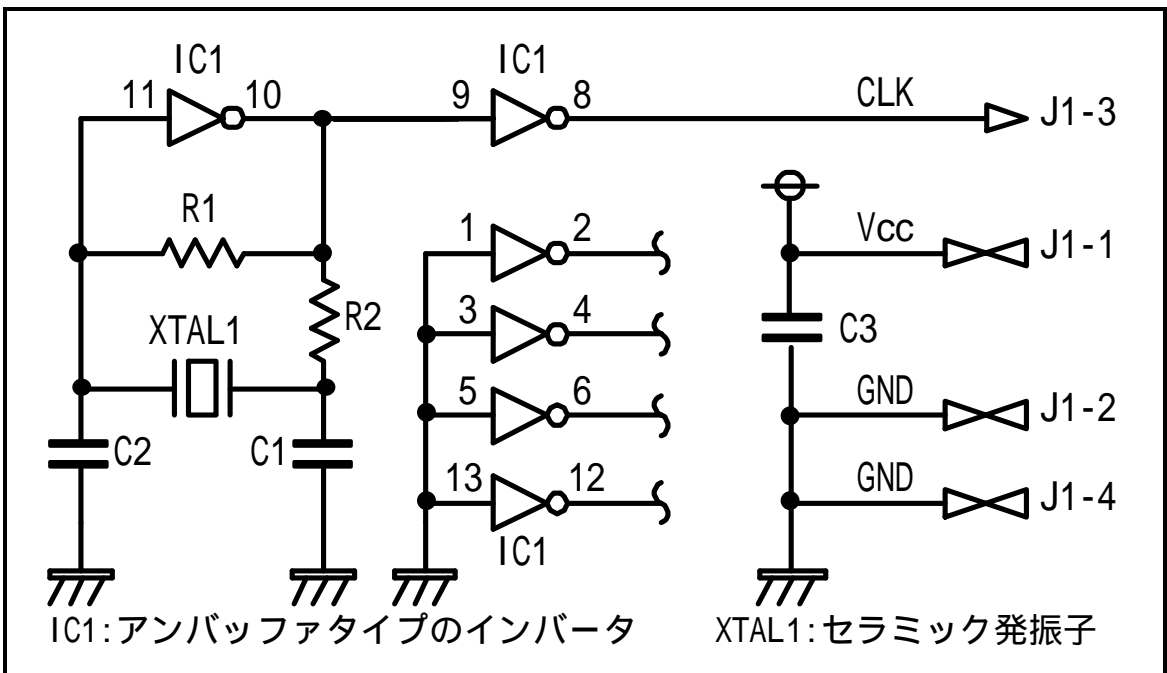 IC1
IC1
11
10
9
8
CLK
J1-3
R1
1
2
Vcc
J1-1
XTAL1
R2
3
4
C3
5
6
GND
J1-2
C2
C1
13
12
GND
J1-4
IC1
IC1:アンバッファタイプのインバータ
XTAL1:セラミック発振子